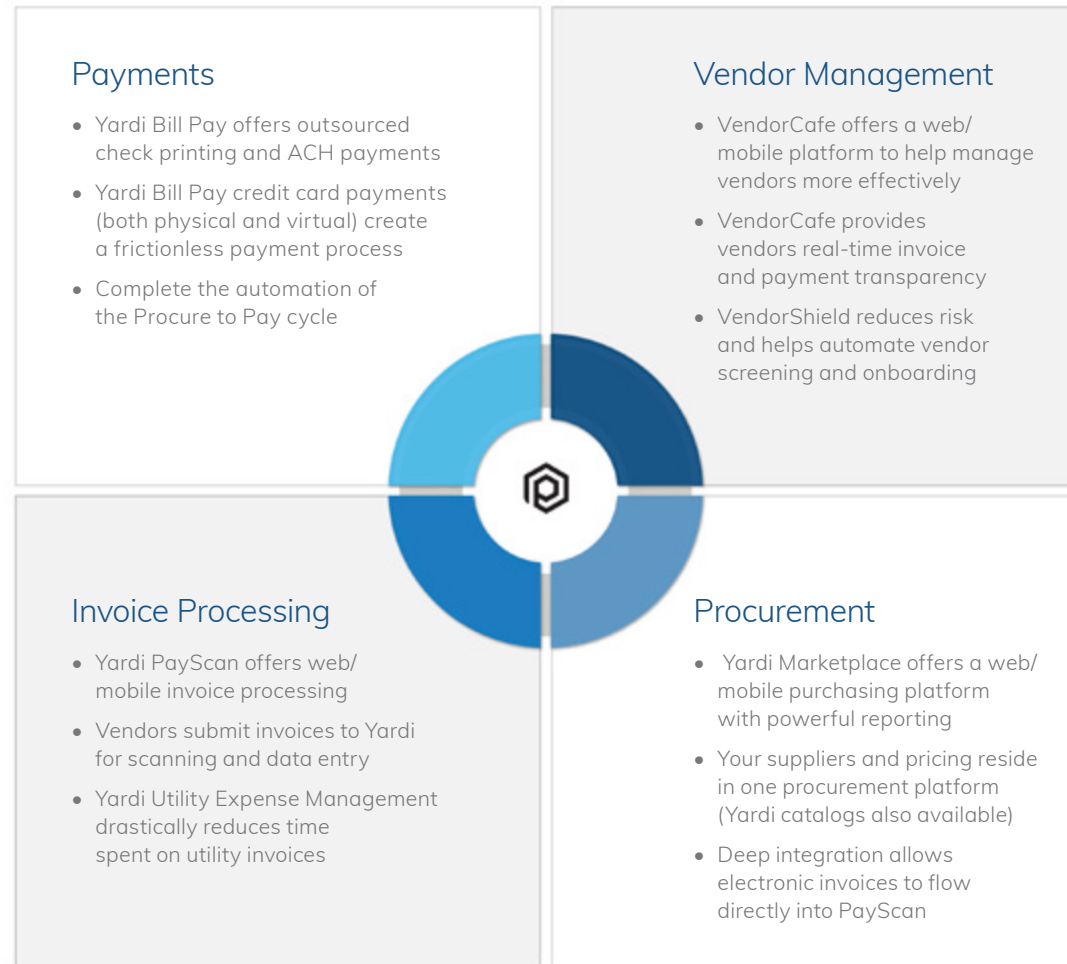 Payments
• Yardi Bill Pay offers outsourced
check printing and ACH payments
• Yardi Bill Pay credit card payments
(both physical and virtual) create
a frictionless payment process
• Complete the automation of
the Procure to Pay cycle
Vendor Management
• VendorCafe offers a web/
mobile platform to help manage
vendors more effectively
• VendorCafe provides
vendors real-time invoice
and payment transparency
• VendorShield reduces risk
and helps automate vendor
screening and onboarding
Invoice Processing
• Yardi PayScan offers web/
mobile invoice processing
• Vendors submit invoices to Yardi
for scanning and data entry
• Yardi Utility Expense Management
drastically reduces time
spent on utility invoices
Procurement
• Yardi Marketplace offers a web/
mobile purchasing platform
with powerful reporting
• Your suppliers and pricing reside
in one procurement platform
(Yardi catalogs also available)
• Deep integration allows
electronic invoices to flow
directly into PayScan